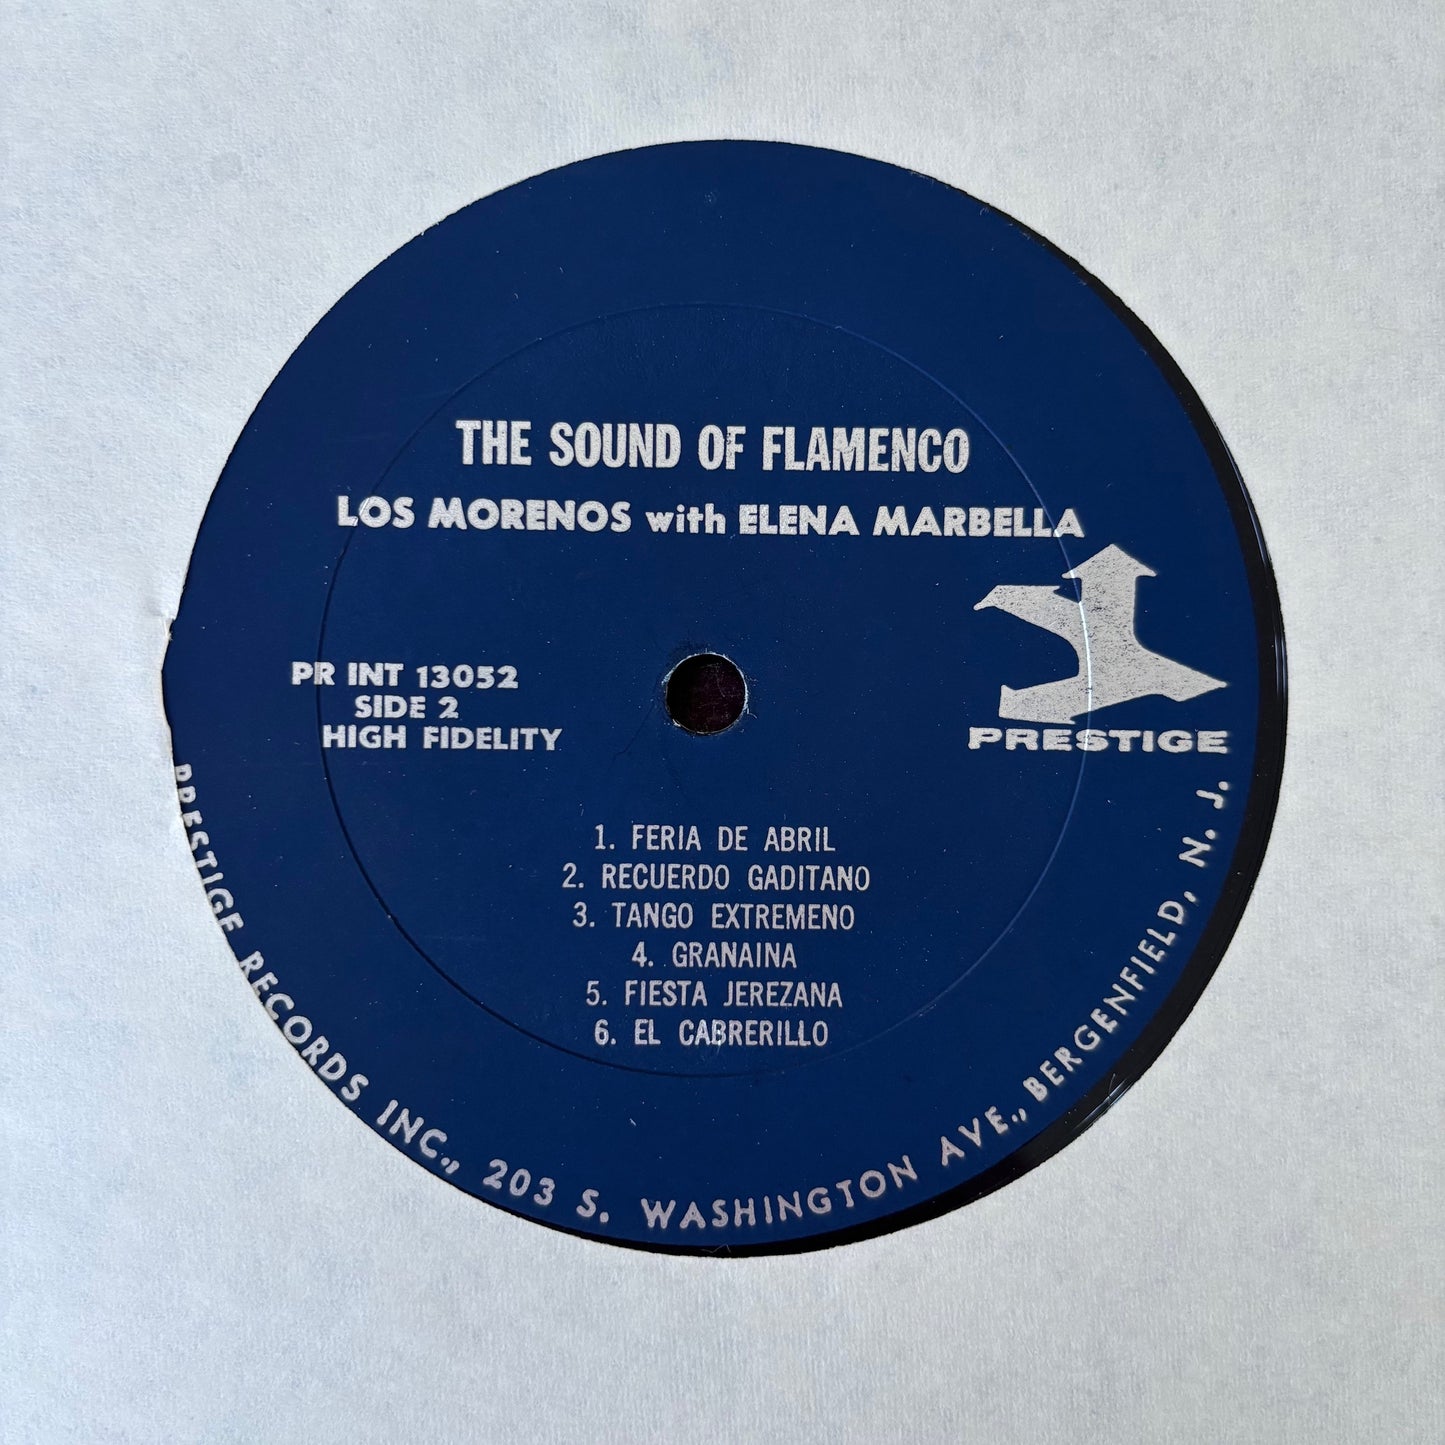 THE SOUND OF FLAMENCO
LOS MORENOS with ELENA MARBELLA
PR INT 13052
SIDE 2
HIGH FIDELITY
PRESTIGE
1. FERIA DE ABRIL
2. RECUERDO GADITANO
3. TANGO EXTREMENO
4. GRANAINA
5. FIESTA JEREZANA
6. EL CABRERILLO
PRESTIGE RECORDS INC., 203 S. WASHINGTON AVE., BERGENFIELD, N. J.